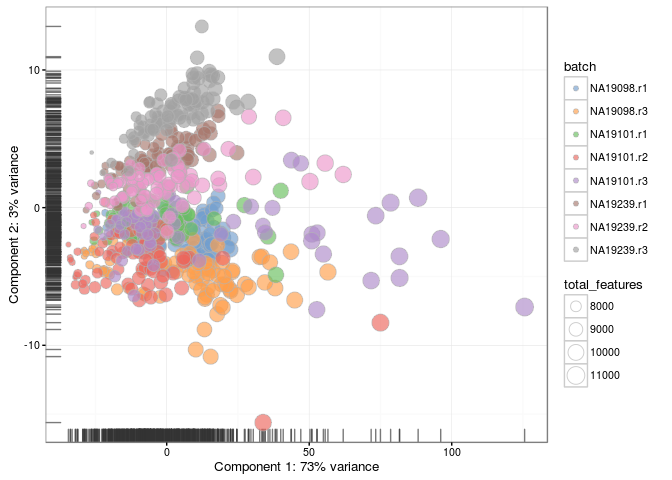 10
0
-10
0
50
100
Component 1: 73% variance
Component 2: 3% variance
batch
NA19098.r1
NA19098.r3
NA19101.r1
NA19101.r2
NA19101.r3
NA19239.r1
NA19239.r2
NA19239.r3
total_features
8000
9000
10000
11000